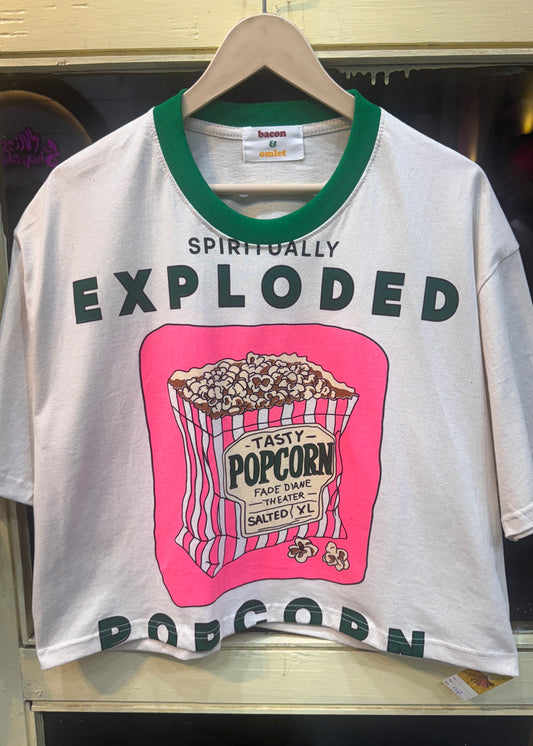 bacon
&
omlet
SPIRITUALLY
EXPLODED
-TASTY-
POPCORN
FADE DIANE
THEATER
SALTED XL
POPCORN